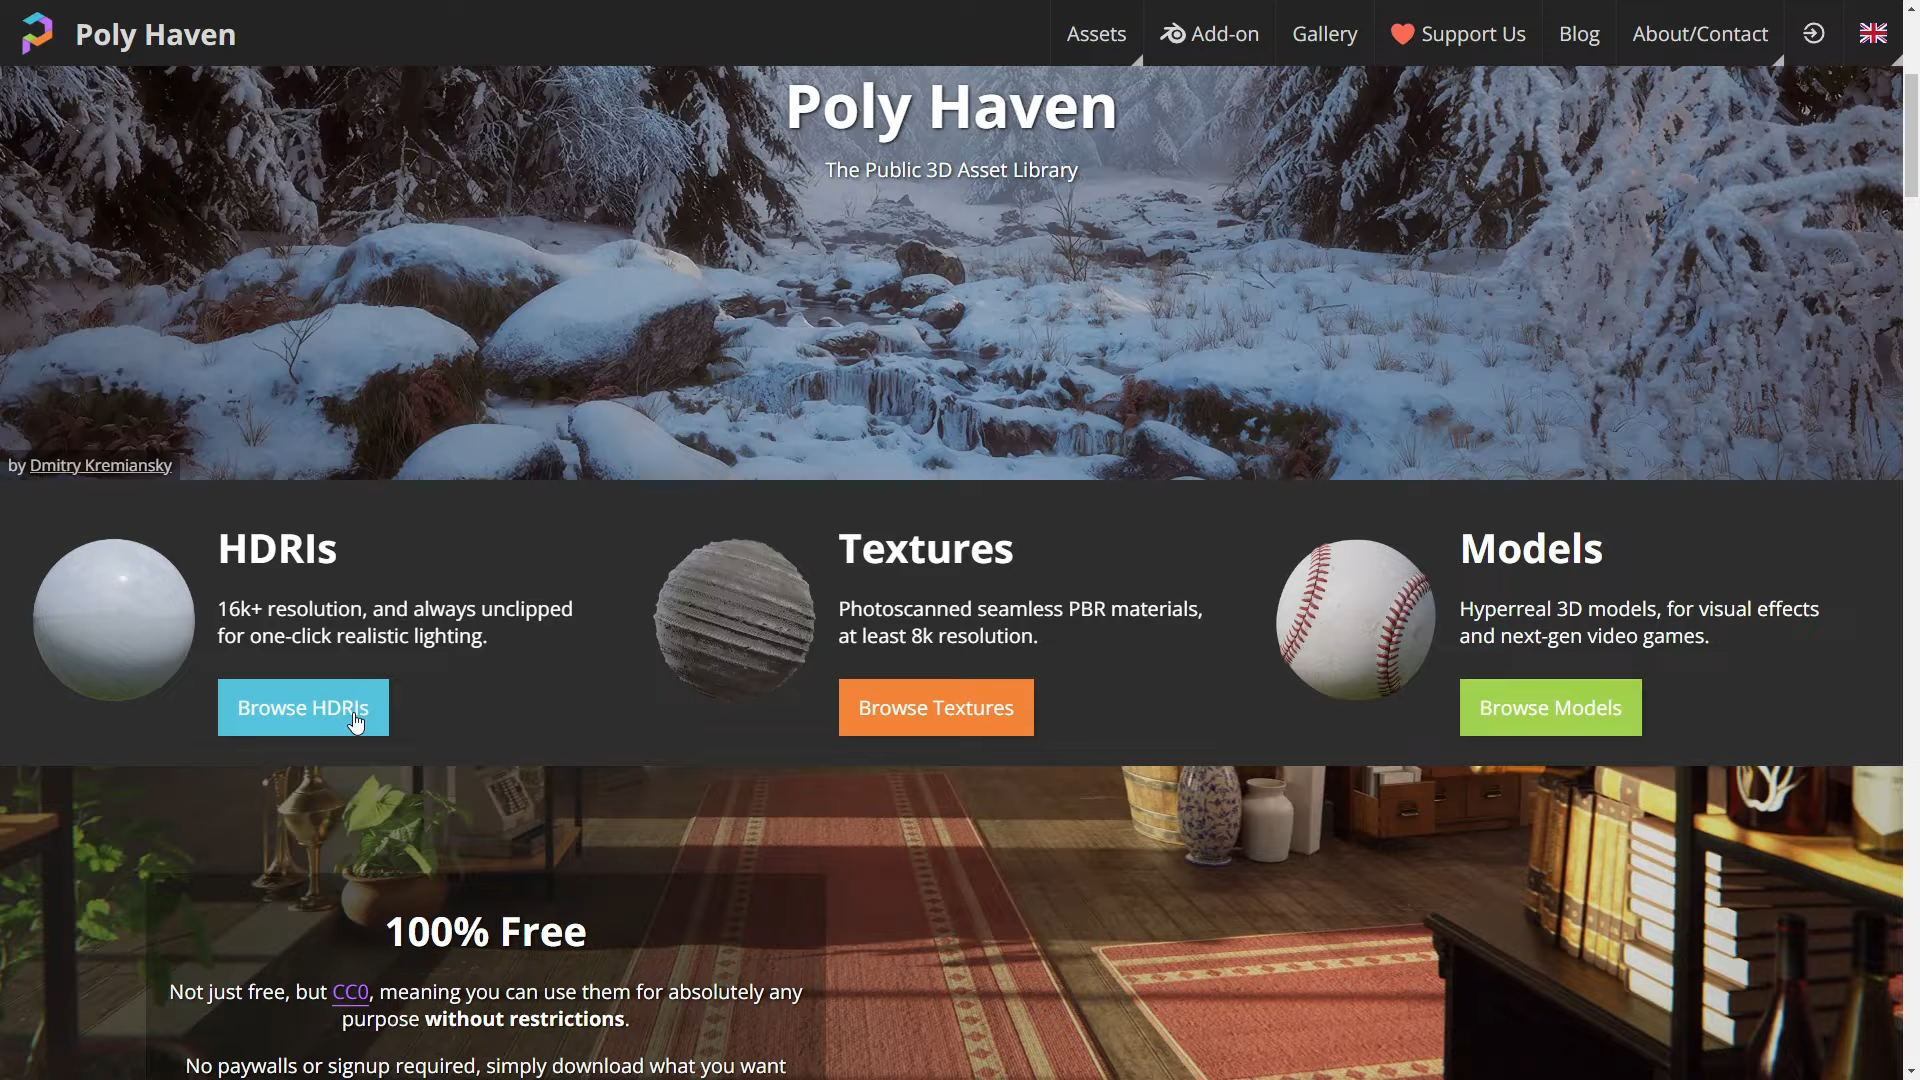 Poly Haven
Assets
Add-on
Gallery
Support Us
Blog
About/Contact
Poly Haven
The Public 3D Asset Library
by Dmitry Kremiansky
HDRIs
16k+ resolution, and always unclipped
for one-click realistic lighting.
Browse HDRIs
Textures
Photoscanned seamless PBR materials,
at least 8k resolution.
Browse Textures
Models
Hyperreal 3D models, for visual effects
and next-gen video games.
Browse Models
100% Free
Not just free, but CC0, meaning you can use them for absolutely any
purpose without restrictions.
No paywalls or signup required, simply download what you want